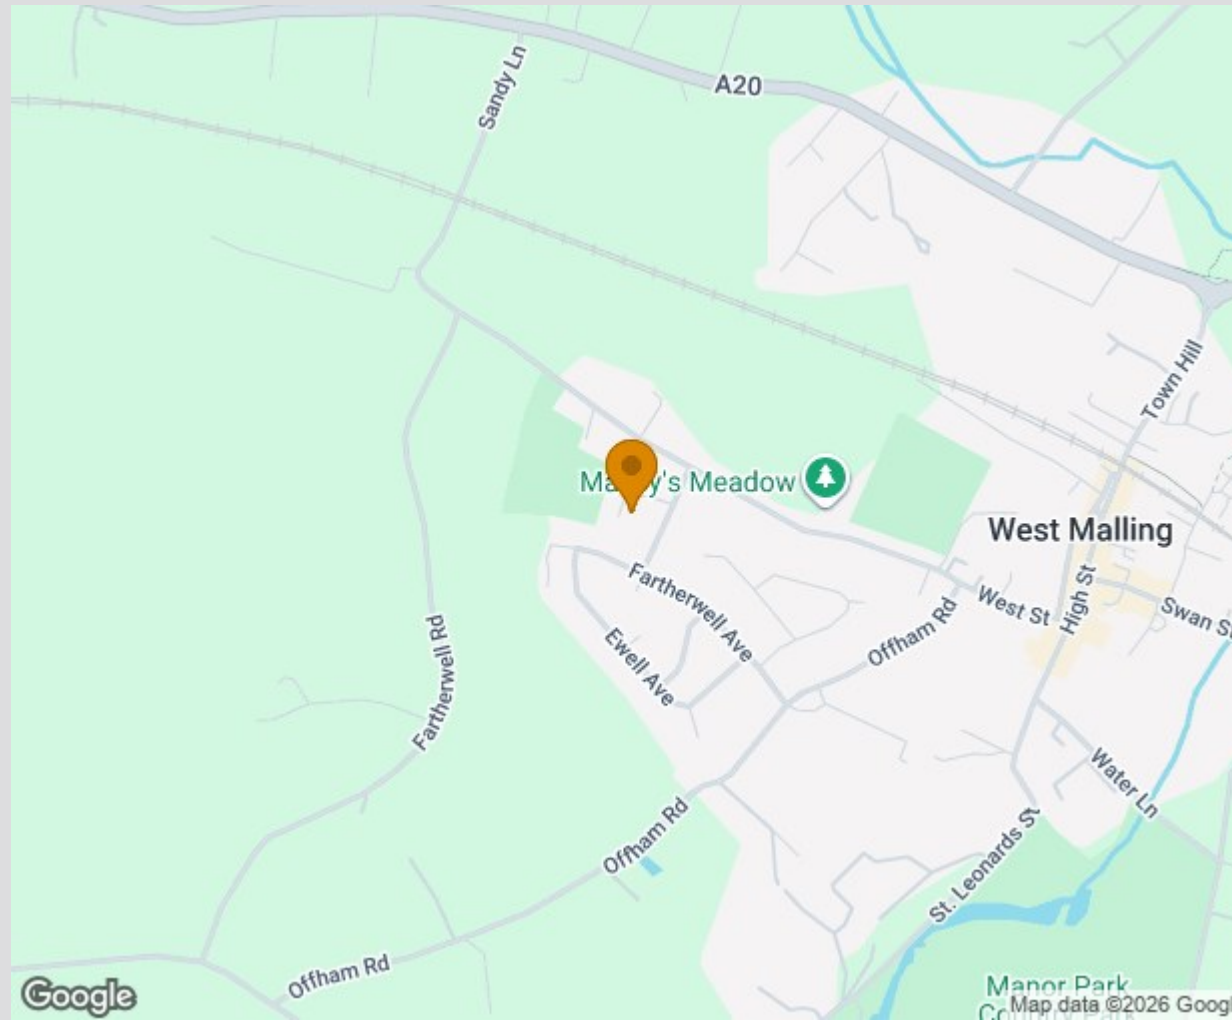 A20
Sandy Ln
Town Hill
Meadow
West Malling
Fartherwell Ave
West St
High St
Swan S
Offham Rd
Ewell Ave
Fartherwell Rd
Water Ln
Offham Rd
St. Leonards St
Offham Rd
Manor Park
Google
Map data ©2026 Googl